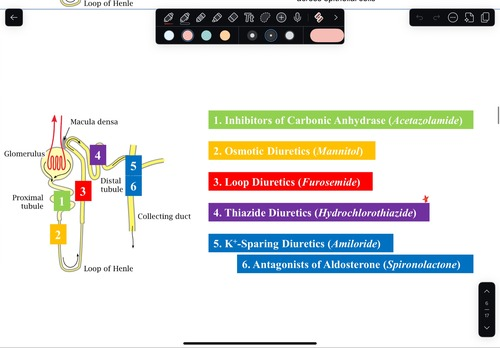 Loop of Henle
Macula densa
Glomerulus
4
5
1. Inhibitors of Carbonic Anhydrase (Acetazolamide)
2. Osmotic Diuretics (Mannitol)
3. Loop Diuretics (Furosemide)
4. Thiazide Diuretics (Hydrochlorothiazide)
5. K+-Sparing Diuretics (Amiloride)
6. Antagonists of Aldosterone (Spironolactone)
Distal
tubule
6
3
Proximal
tubule
1
Collecting duct
2
Loop of Henle